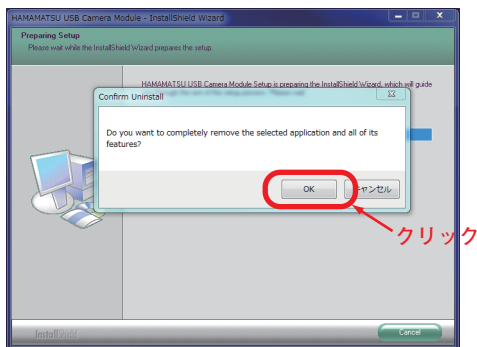 HAMAMATSU USB Camera Module - InstallShield Wizard
Preparing Setup
Please wait while the InstallShield Wizard prepares the setup.
HAMAMATSU USB Camera Module Setup is preparing the InstallShield Wizard, which will guide
Confirm Uninstall
Do you want to completely remove the selected application and all of its
features?
OK
キャンセル
クリック
InstallShield
Cancel